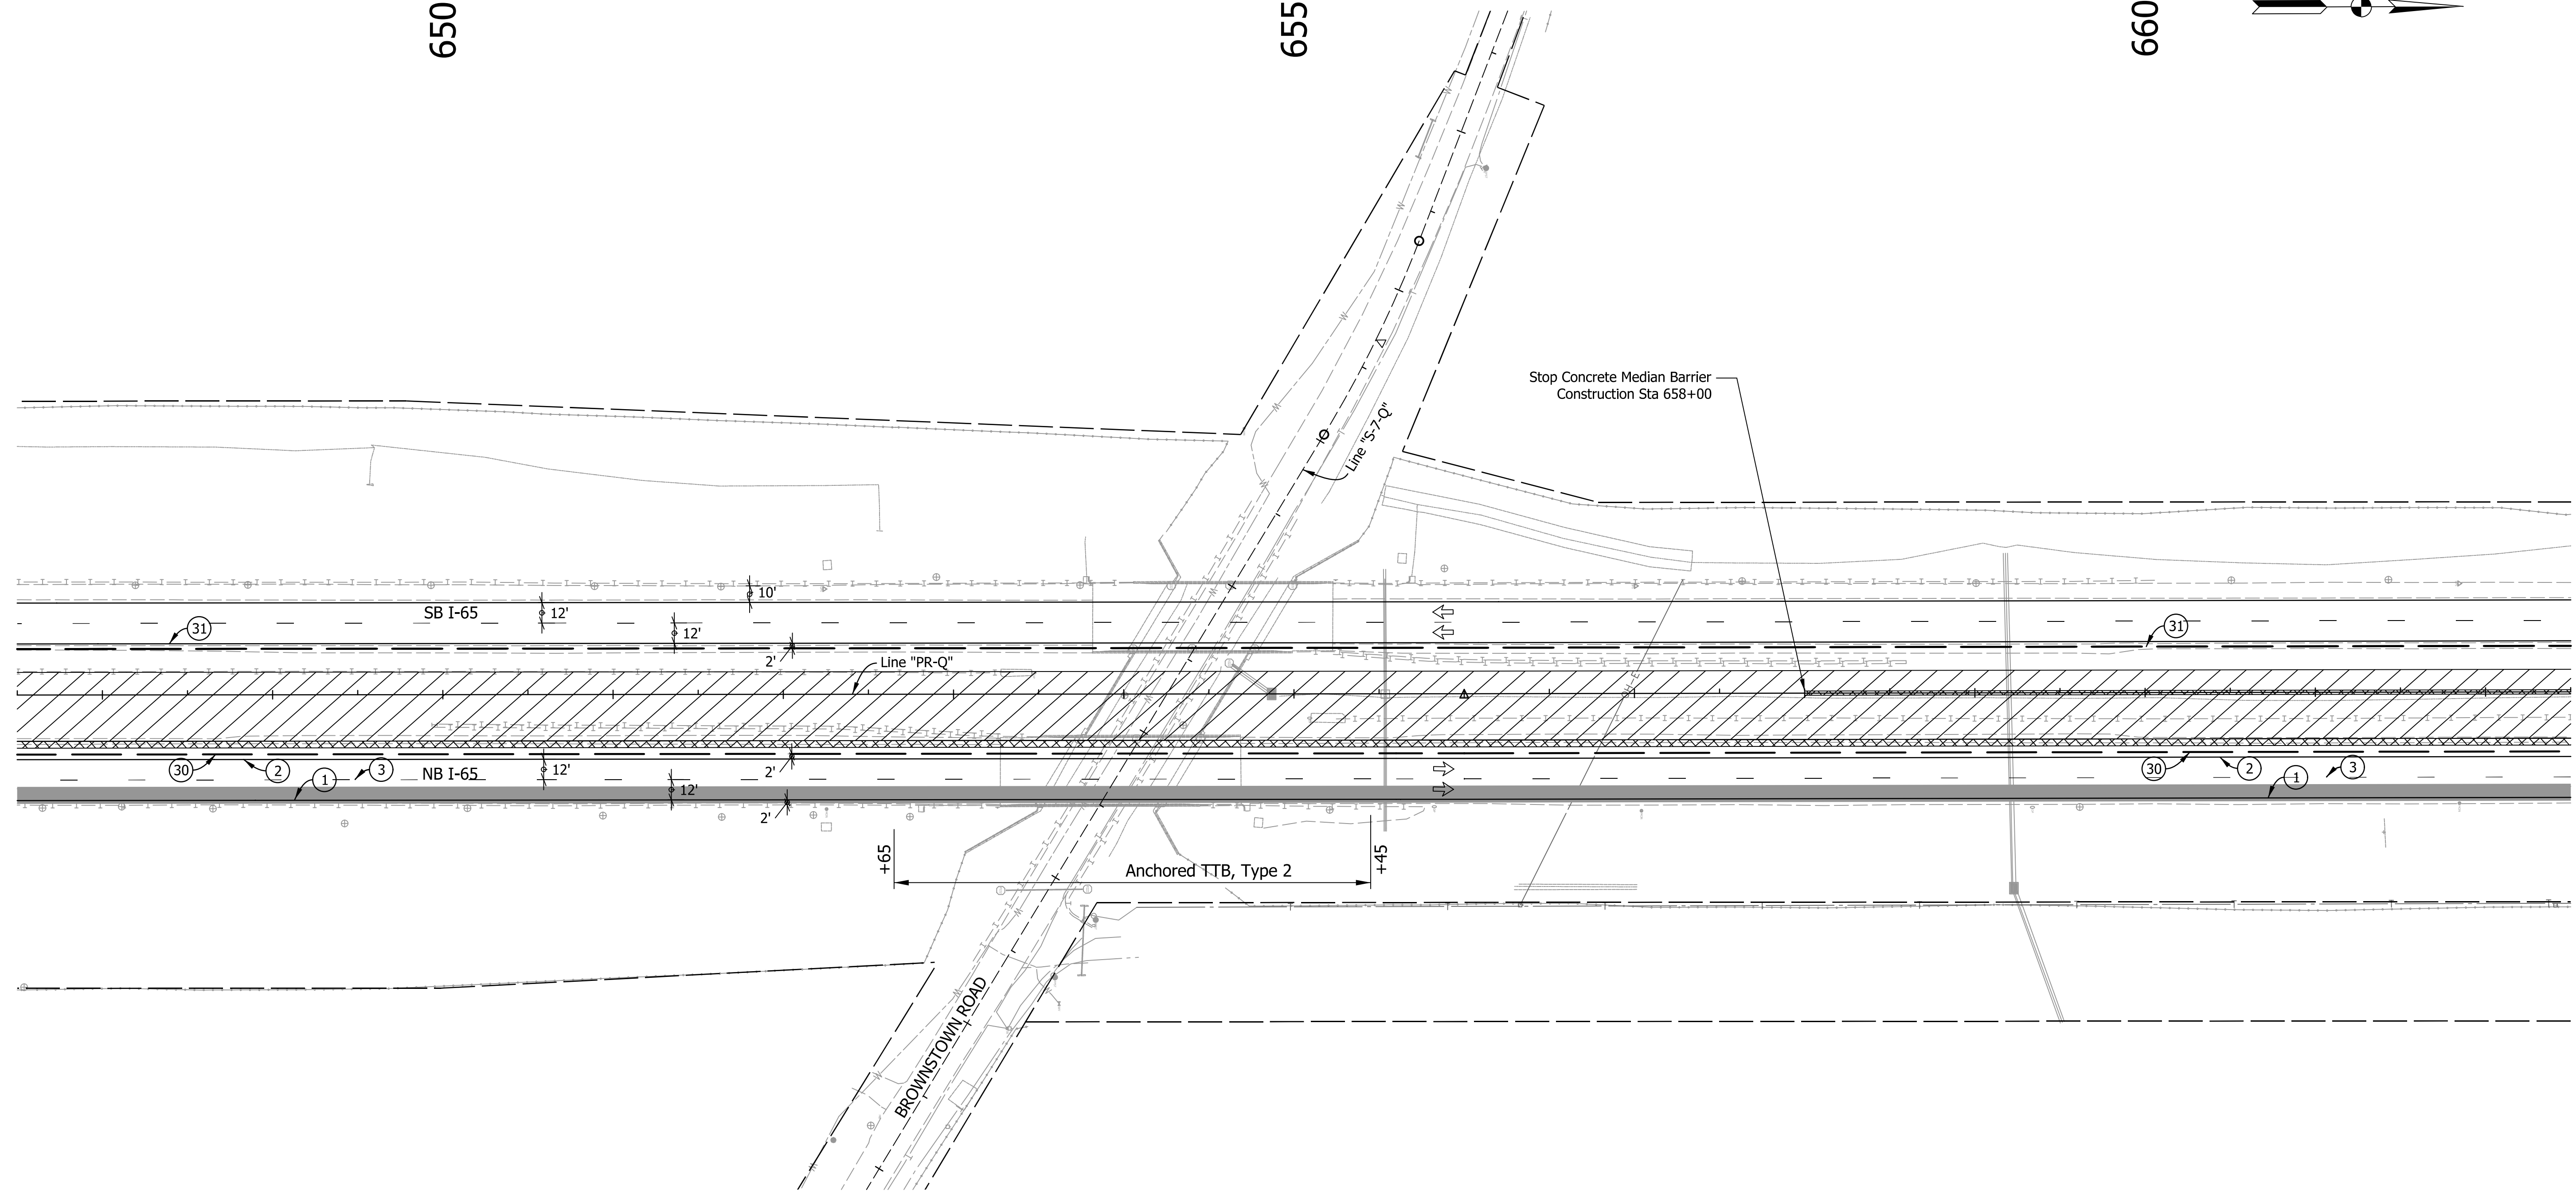 650
655
660
Stop Concrete Median Barrier
Construction Sta 658+00
Line "S-7-Q"
10'
SB I-65
12'
31
12'
31
2'
Line "PR-Q"
30
2
1
3
NB I-65
12'
12'
2'
2'
30
2
1
3
+65
Anchored TTB, Type 2
+45
BROWNSTOWN ROAD